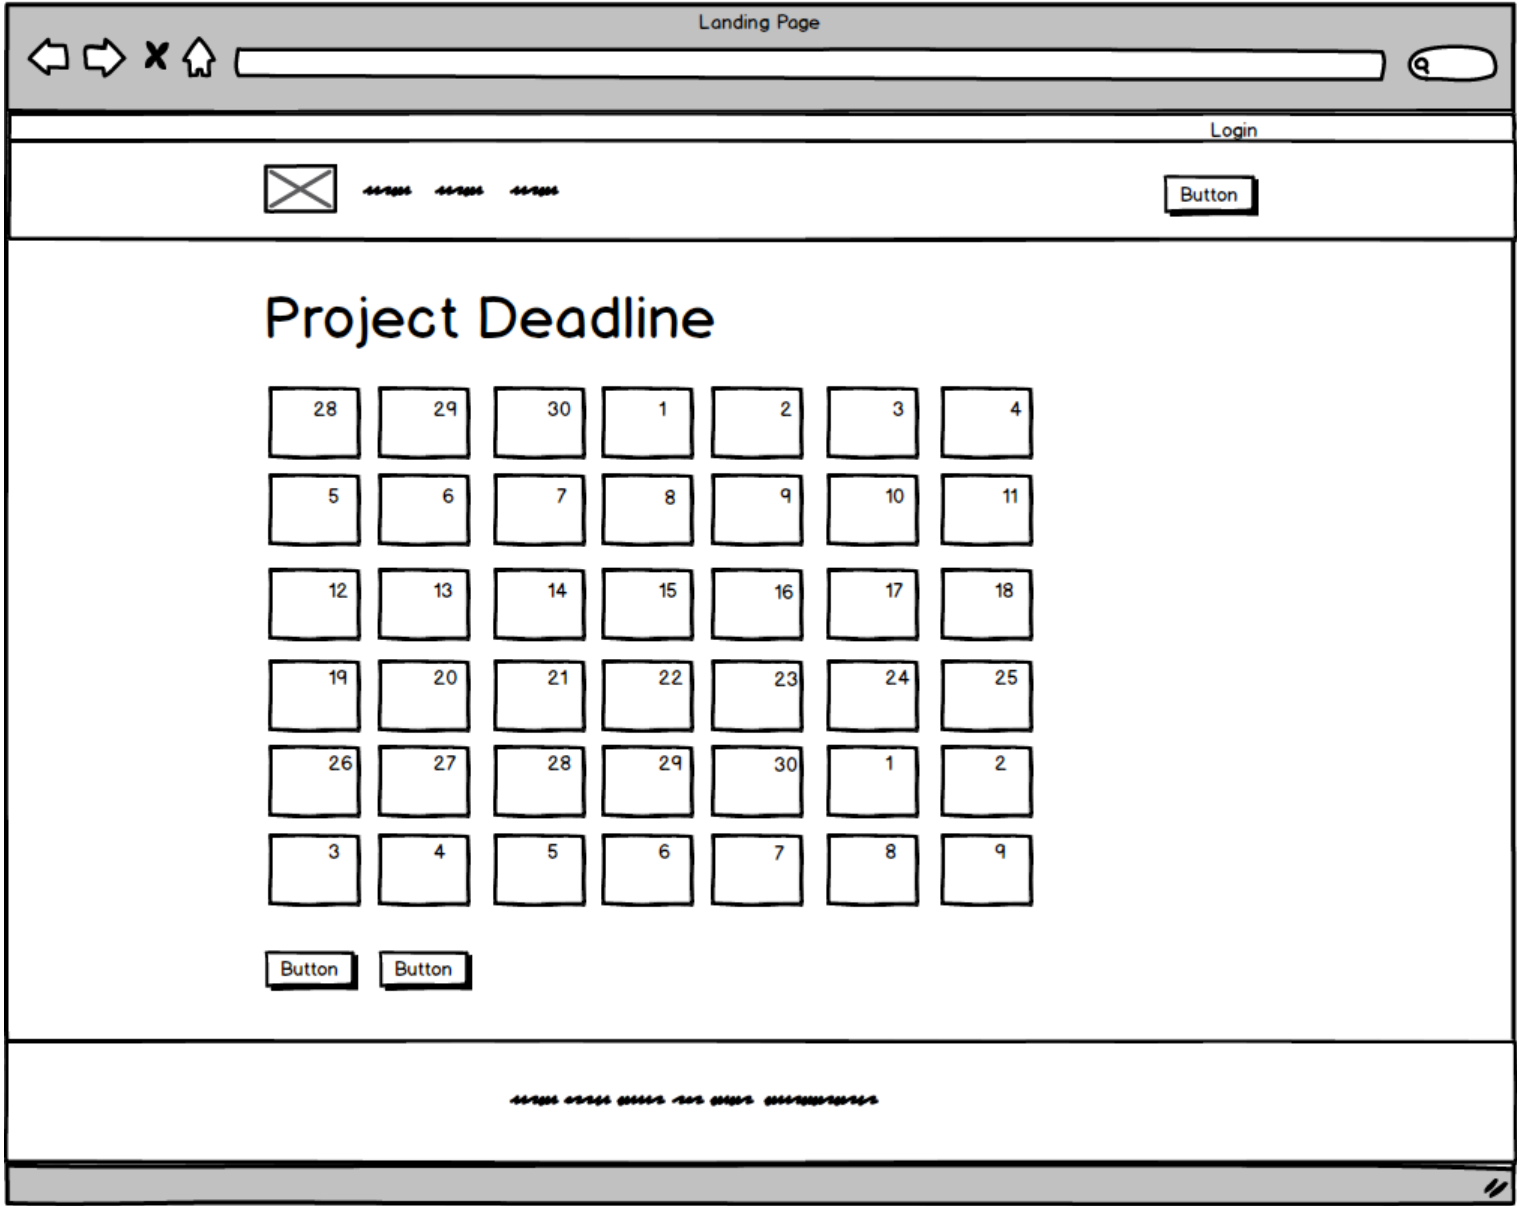 Landing Page
Login
Button
Project Deadline
28 29 30 1 2 3 4
5 6 7 8 9 10 11
12 13 14 15 16 17 18
19 20 21 22 23 24 25
26 27 28 29 30 1 2
3 4 5 6 7 8 9
Button Button